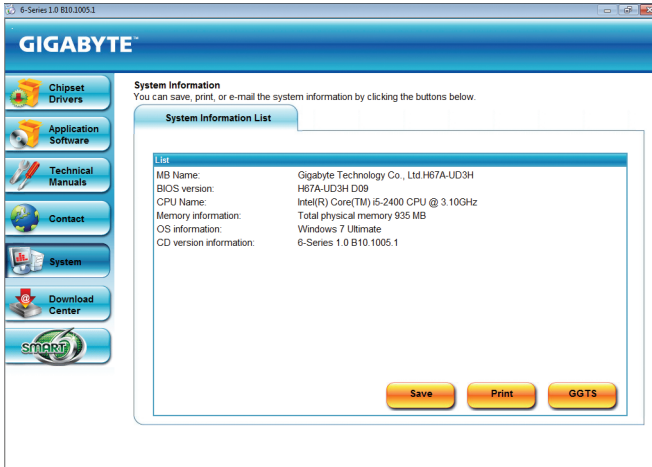 6-Series 1.0 B10.1005.1
GIGABYTE™
Chipset
Drivers
Application
Software
Technical
Manuals
Contact
System
Download
Center
SMART6
System Information
You can save, print, or e-mail the system information by clicking the buttons below.
System Information List
List
MB Name: Gigabyte Technology Co., Ltd.H67A-UD3H
BIOS version: H67A-UD3H D09
CPU Name: Intel(R) Core(TM) i5-2400 CPU @ 3.10GHz
Memory information: Total physical memory 935 MB
OS information: Windows 7 Ultimate
CD version information: 6-Series 1.0 B10.1005.1
Save Print GGTS